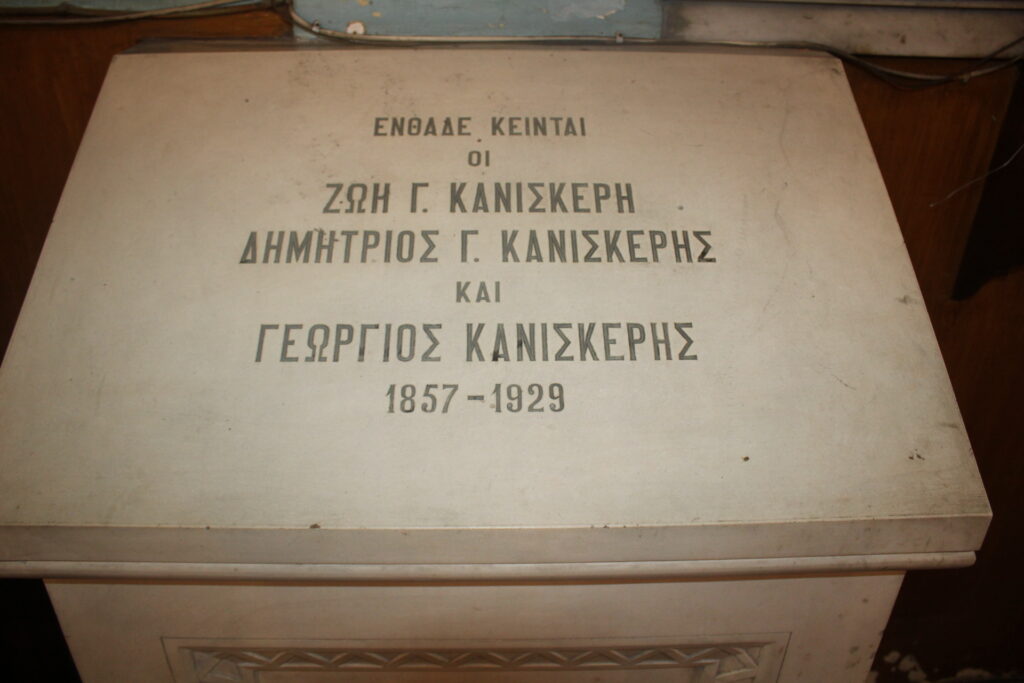 ΕΝΘΑΔΕ ΚΕΙΝΤΑΙ
ΟΙ
ΖΩΗ Γ. ΚΑΝΙΣΚΕΡΗ
ΔΗΜΗΤΡΙΟΣ Γ. ΚΑΝΙΣΚΕΡΗΣ
ΚΑΙ
ΓΕΩΡΓΙΟΣ ΚΑΝΙΣΚΕΡΗΣ
1857-1929